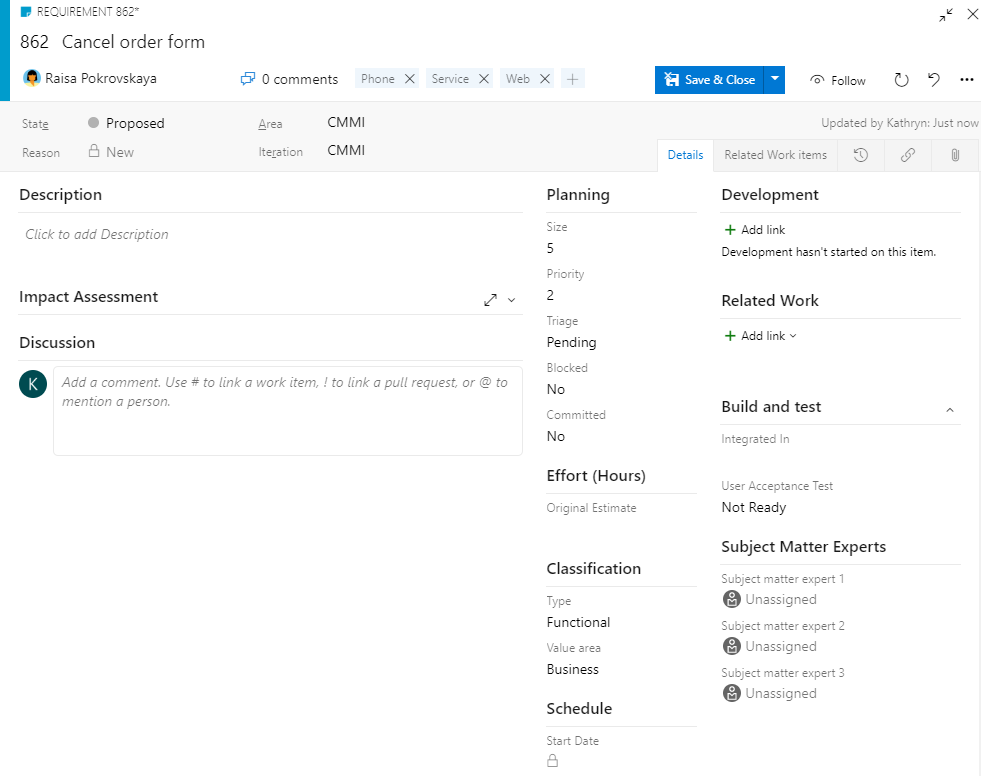 REQUIREMENT 862*
862 Cancel order form
Raisa Pokrovskaya
0 comments
Phone
Service
Web
Save & Close
Follow
State
Proposed
Area
CMMI
Updated by Kathryn: Just now
Reason
New
Iteration
CMMI
Details
Related Work items
Description
Click to add Description
Impact Assessment
Discussion
K
Add a comment. Use # to link a work item, ! to link a pull request, or @ to
mention a person.
Planning
Size
5
Priority
2
Triage
Pending
Blocked
No
Committed
No
Effort (Hours)
Original Estimate
Classification
Type
Functional
Value area
Business
Schedule
Start Date
Development
Add link
Development hasn't started on this item.
Related Work
Add link
Build and test
Integrated In
User Acceptance Test
Not Ready
Subject Matter Experts
Subject matter expert 1
Unassigned
Subject matter expert 2
Unassigned
Subject matter expert 3
Unassigned